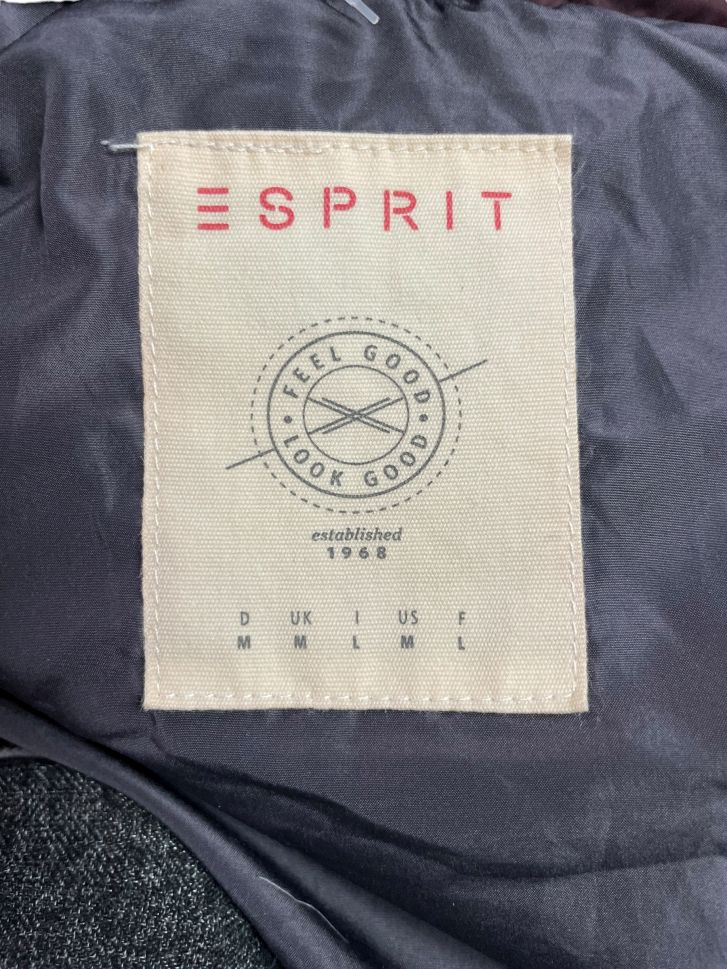 ESPRIT
FEEL GOOD
• LOOK GOOD •
established
1968
D UK I US F
M M L M L